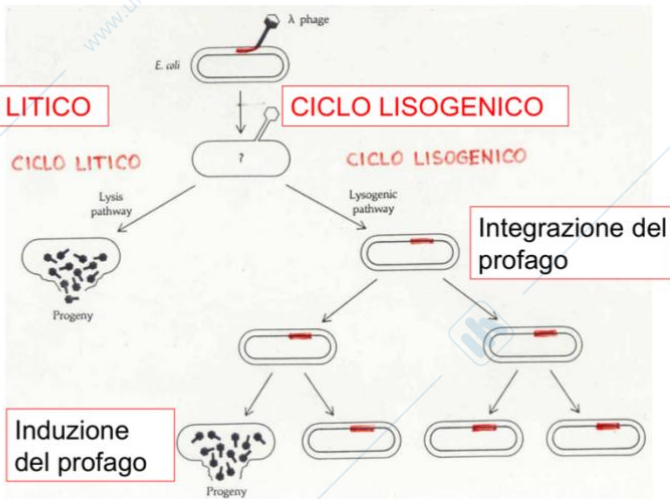 λ phage
E. coli
LITICO
CICLO LISOGENICO
?
CICLO LITICO
CICLO LISOGENICO
Lysis
pathway
Lysogenic
pathway
Integrazione del
profago
Progeny
Induzione
del profago
Progeny